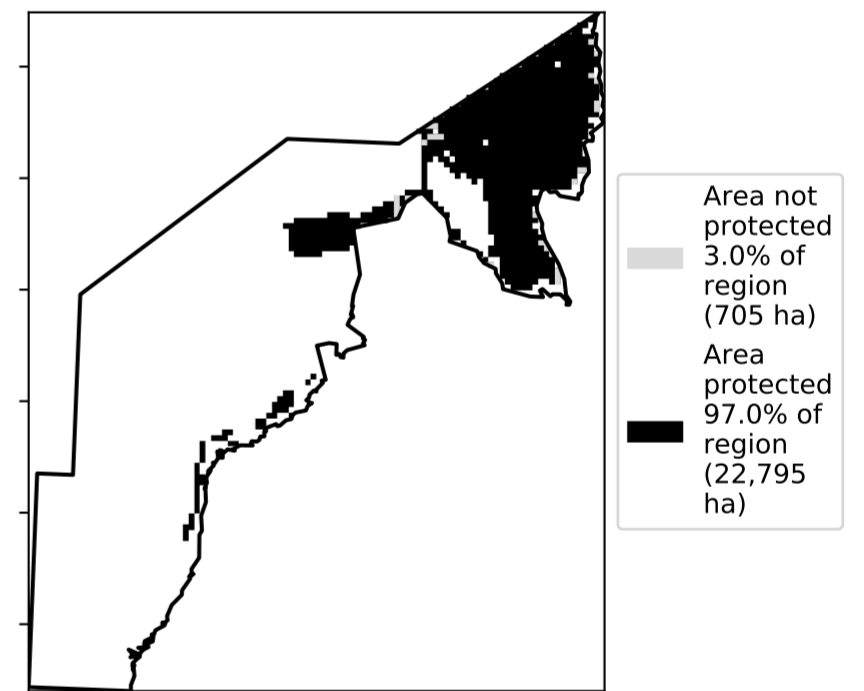 Area not
protected
3.0% of
region
(705 ha)
Area
protected
97.0% of
region
(22,795
ha)